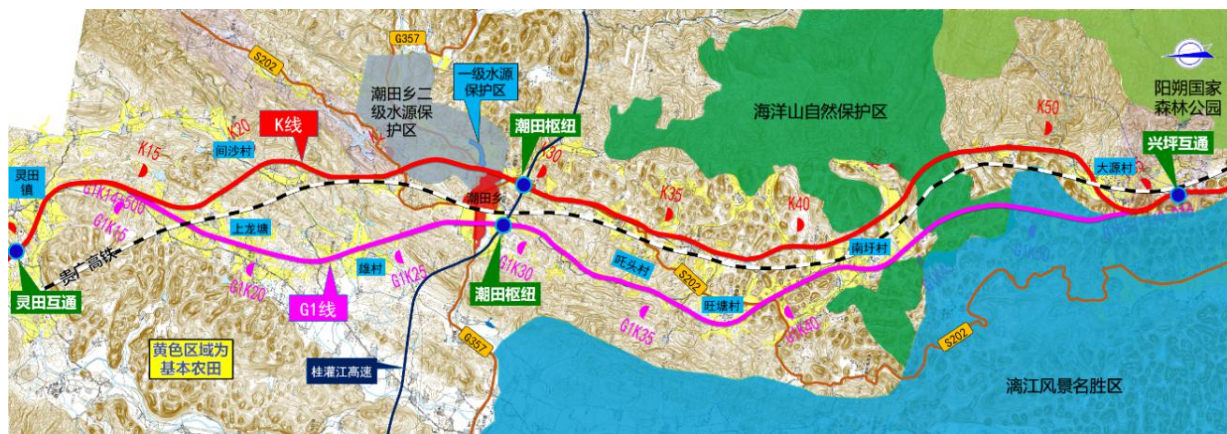 G357
S202
潮田乡二
级水源保
护区
一级水源
保护区
海洋山自然保护区
阳朔国家
森林公园
K线
K20
K15
间沙村
潮田枢纽
K30
K50
兴坪互通
大源村
灵田
镇
G1K14+500
G1K15
潮田乡
K35
K40
上龙塘
雄村
南圩村
贵广高铁
灵田互通
G1K20
G1线
G1K25
G1K30
潮田枢纽
吒头村
S202
旺塘村
G1K35
G1K40
黄色区域为
基本农田
桂灌江高速
G357
S202
漓江风景名胜区